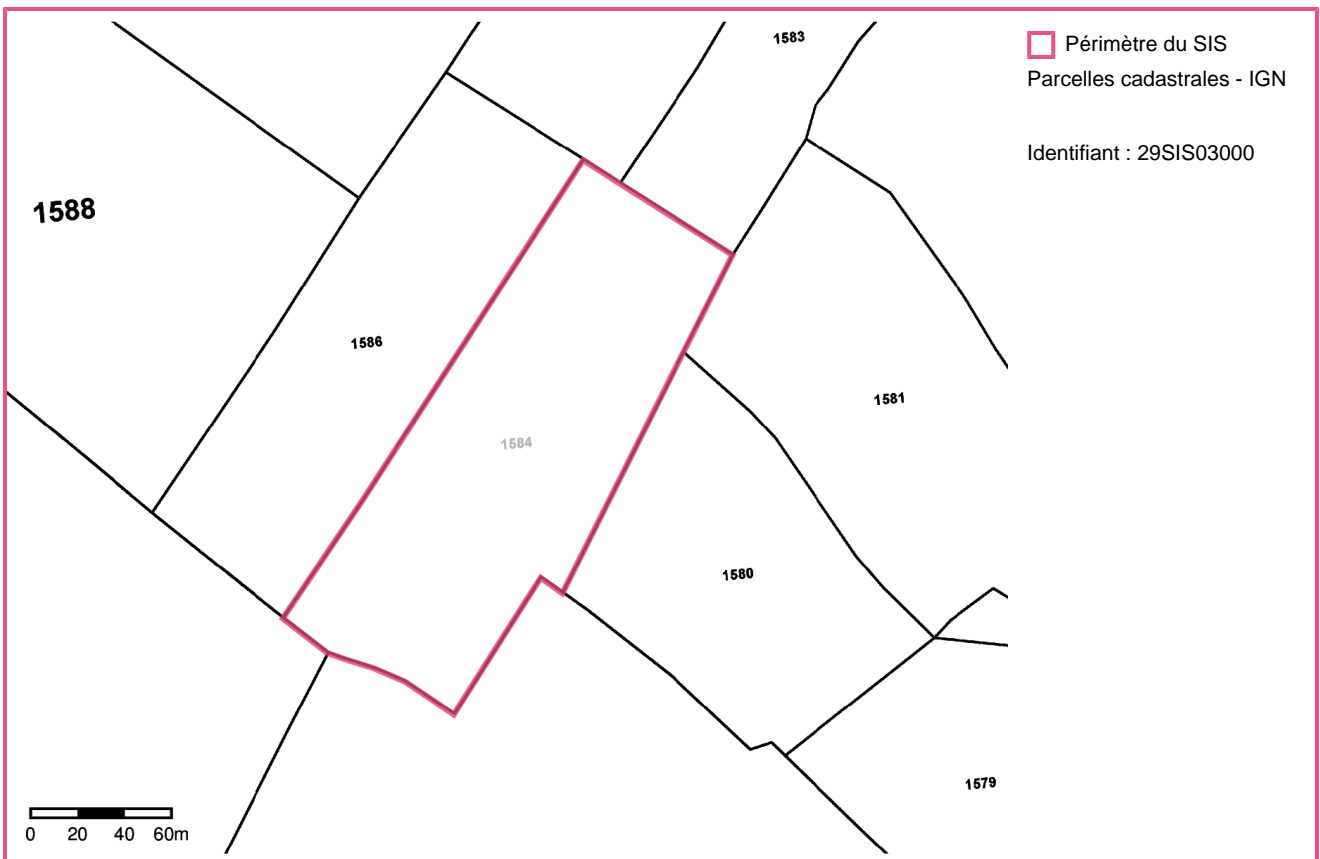 1583
Périmètre du SIS
Parcelles cadastrales - IGN
Identifiant : 29SIS03000
1588
1586
1581
1584
1580
1579
0 20 40 60m